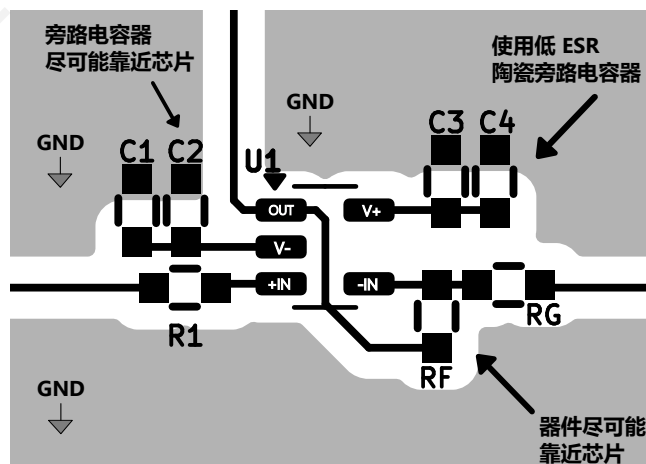 旁路电容器
尽可能靠近芯片
使用低 ESR
陶瓷旁路电容器
GND
GND
C1
C2
U1
C3
C4
OUT
V+
V-
+IN
-IN
R1
RG
RF
GND
器件尽可能
靠近芯片